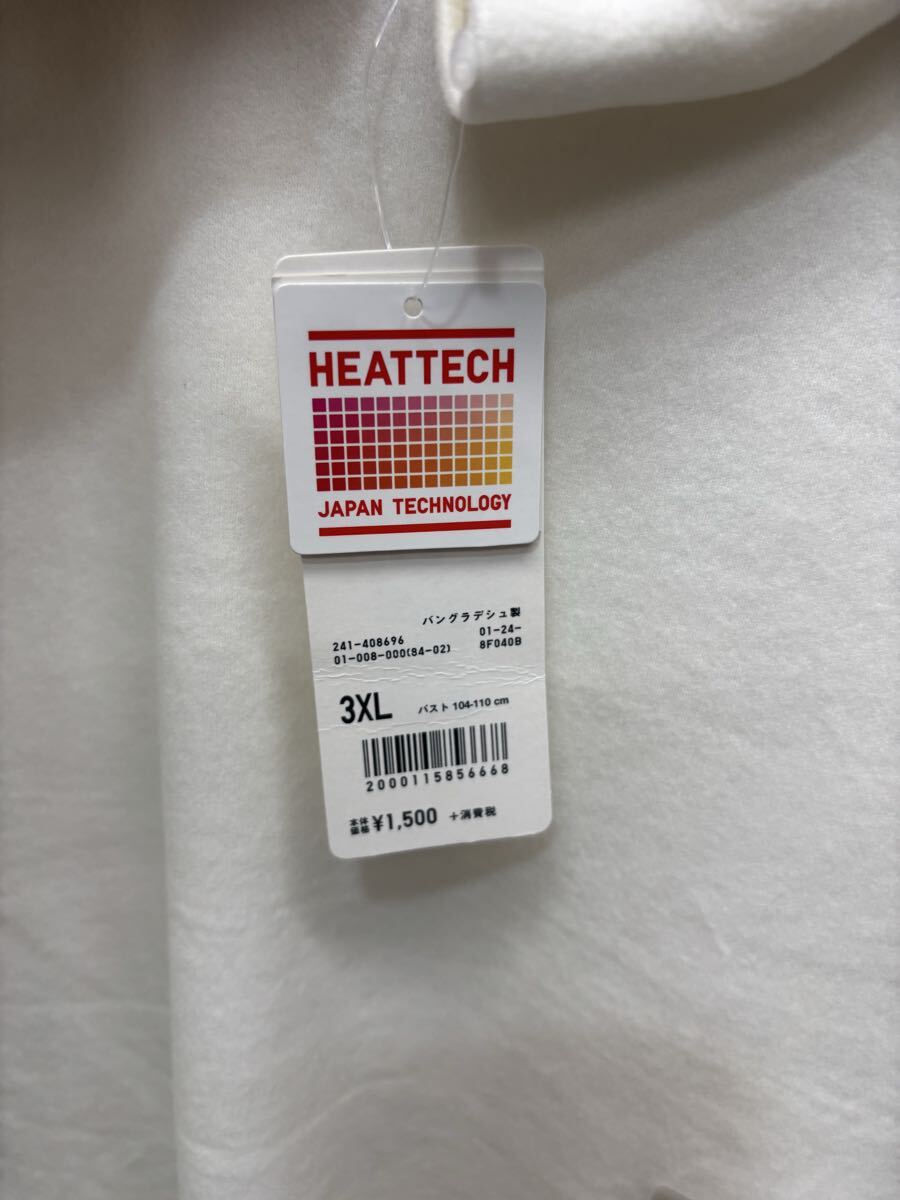 HEATTECH
JAPAN TECHNOLOGY
バングラデシュ製
241-408696 01-24-
01-008-000(84-02) 8F040B
3XL バスト 104-110 cm
2000115856668
本体価格 ¥1,500 +消費税